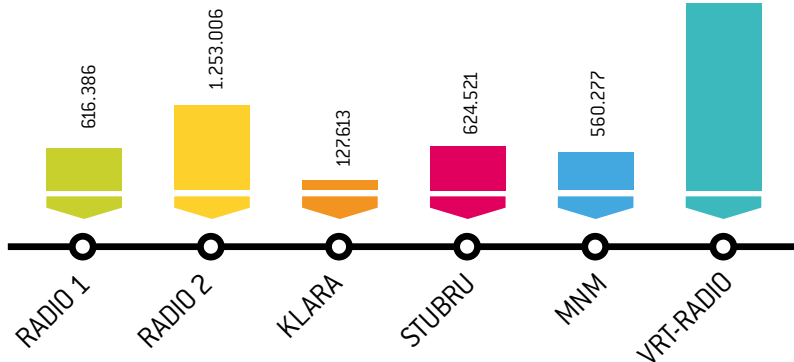 616.386
1.253.006
127.613
624.521
560.277
RADIO 1
RADIO 2
KLARA
STUBRU
MNM
VRT-RADIO